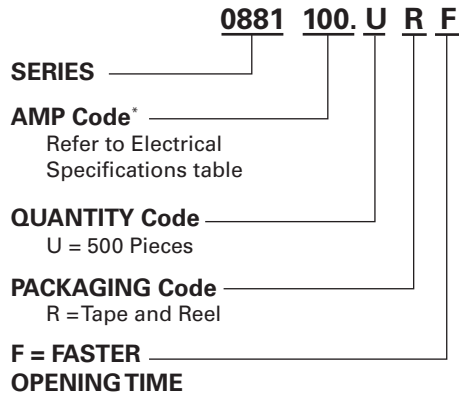 0881 100. U R F
SERIES
AMP Code*
Refer to Electrical
Specifications table
QUANTITY Code
U = 500 Pieces
PACKAGING Code
R = Tape and Reel
F = FASTER
OPENING TIME